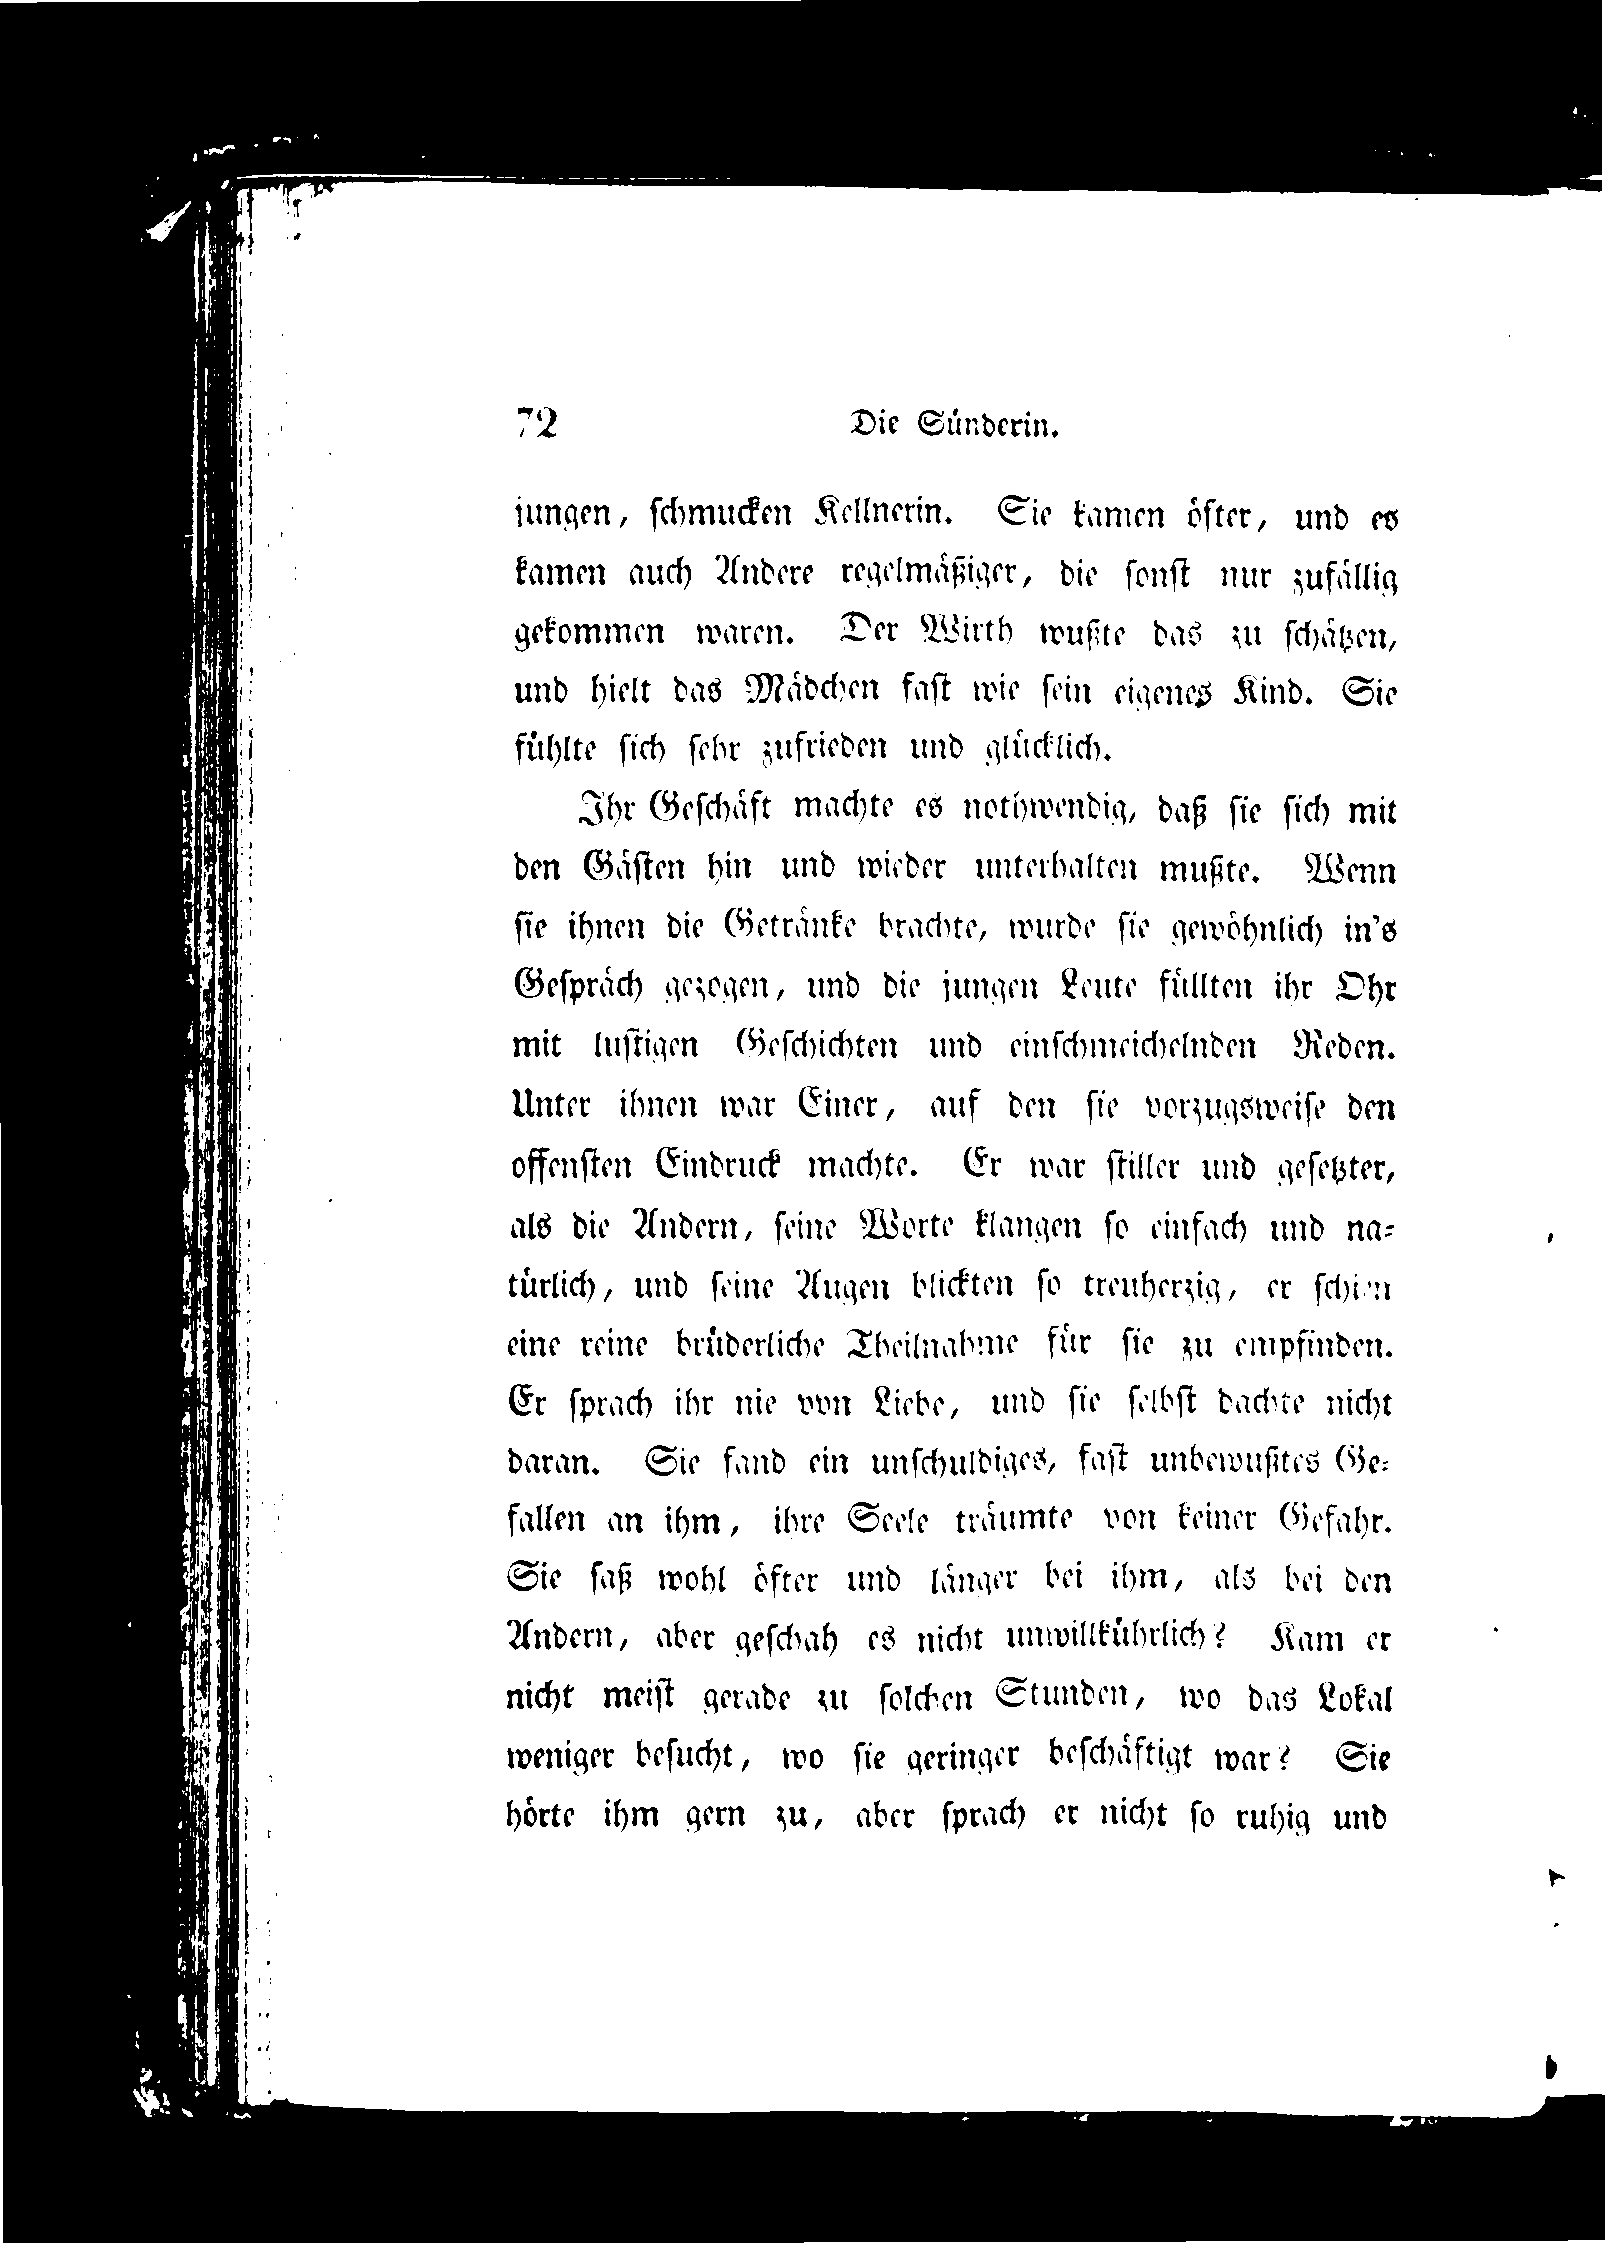 72 Die Sünderin.
jungen, schmucken Kellnerin. Sie kamen öfter, und es
kamen auch Andere regelmäßiger, die sonst nur zufällig
gekommen waren. Der Wirth wußte das zu schätzen,
und hielt das Mädchen fast wie sein eigenes Kind. Sie
fühlte sich sehr zufrieden und glücklich.
Ihr Geschäft machte es nothwendig, daß sie sich mit
den Gästen hin und wieder unterhalten mußte. Wenn
sie ihnen die Getränke brachte, wurde sie gewöhnlich in's
Gespräch gezogen, und die jungen Leute füllten ihr Ohr
mit lustigen Geschichten und einschmeichelnden Reden.
Unter ihnen war Einer, auf den sie vorzugsweise den
offensten Eindruck machte. Er war stiller und gesetzter,
als die Andern, seine Worte klangen so einfach und na-
türlich, und seine Augen blickten so treuherzig, er schien
eine reine brüderliche Theilnahme für sie zu empfinden.
Er sprach ihr nie von Liebe, und sie selbst dachte nicht
daran. Sie fand ein unschuldiges, fast unbewußtes Ge-
fallen an ihm, ihre Seele träumte von keiner Gefahr.
Sie saß wohl öfter und länger bei ihm, als bei den
Andern, aber geschah es nicht unwillkührlich? Kam er
nicht meist gerade zu solchen Stunden, wo das Lokal
weniger besucht, wo sie geringer beschäftigt war? Sie
hörte ihm gern zu, aber sprach er nicht so ruhig und